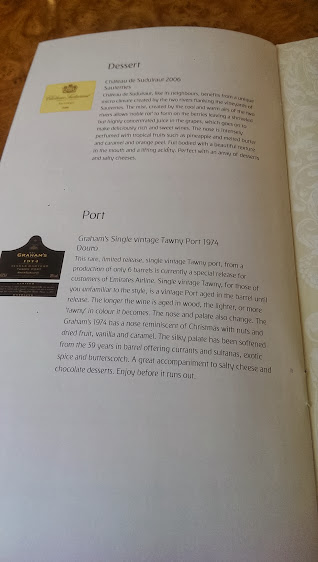 Dessert
Château de Suduiraut 2006
Sauternes
Château de Suduiraut, like its neighbours, benefits from a unique
microclimate created by the two rivers flanking the vineyards of
Sauternes. The mist, created by the cold and warm airs of the two
rivers allows 'noble rot' to form on the berries leaving a shrivelled
but highly concentrated juice in the grapes, which goes on to
make deliciously rich and sweet wines. The nose is intensely
perfumed with tropical fruits such as pineapple and melted butter
and caramel and orange peel. Full bodied with a beautiful texture
in the mouth and a lifting acidity. Perfect with an array of desserts
and salty cheeses.
Port
GRAHAM'S
1974
Graham's Single vintage Tawny Port 1974
Douro
This rare, limited release, single vintage Tawny port, from a
production of only 6 barrels is currently a special release for
customers of Emirates Airline. Single vintage Tawny, for those of
you unfamiliar to the style, is a vintage Port aged in the barrel until
release. The longer the wine is aged in wood, the lighter, or more
'tawny' in colour it becomes. The nose and palate also change. The
Graham's 1974 has a nose reminiscent of Christmas with nuts and
dried fruit, vanilla and caramel. The silky palate has been softened
from the 39 years in barrel offering currants and sultanas, exotic
spice and butterscotch. A great accompaniment to salty cheese and
chocolate desserts. Enjoy before it runs out.